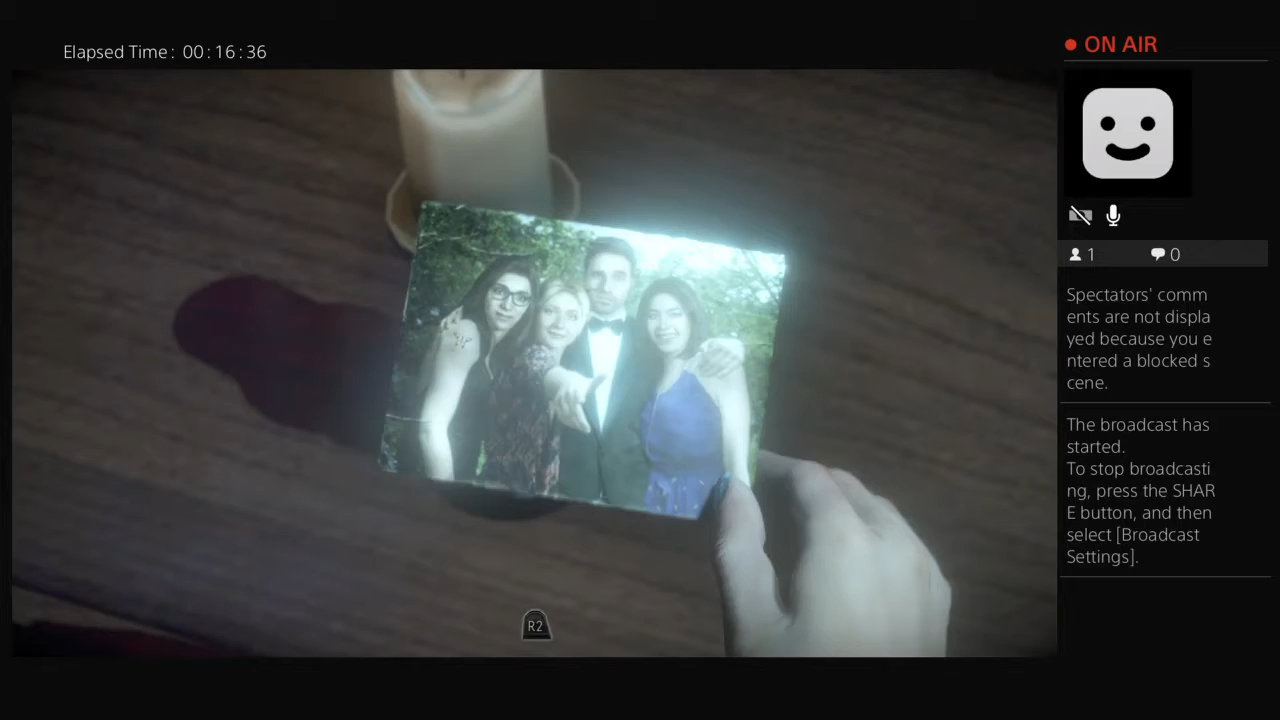 Elapsed Time: 00:16:36
ON AIR
1
0
Spectators' comm
ents are not displa
yed because you e
ntered a blocked s
cene.
The broadcast has
started.
To stop broadcasti
ng, press the SHAR
E button, and then
select [Broadcast
Settings].
R2